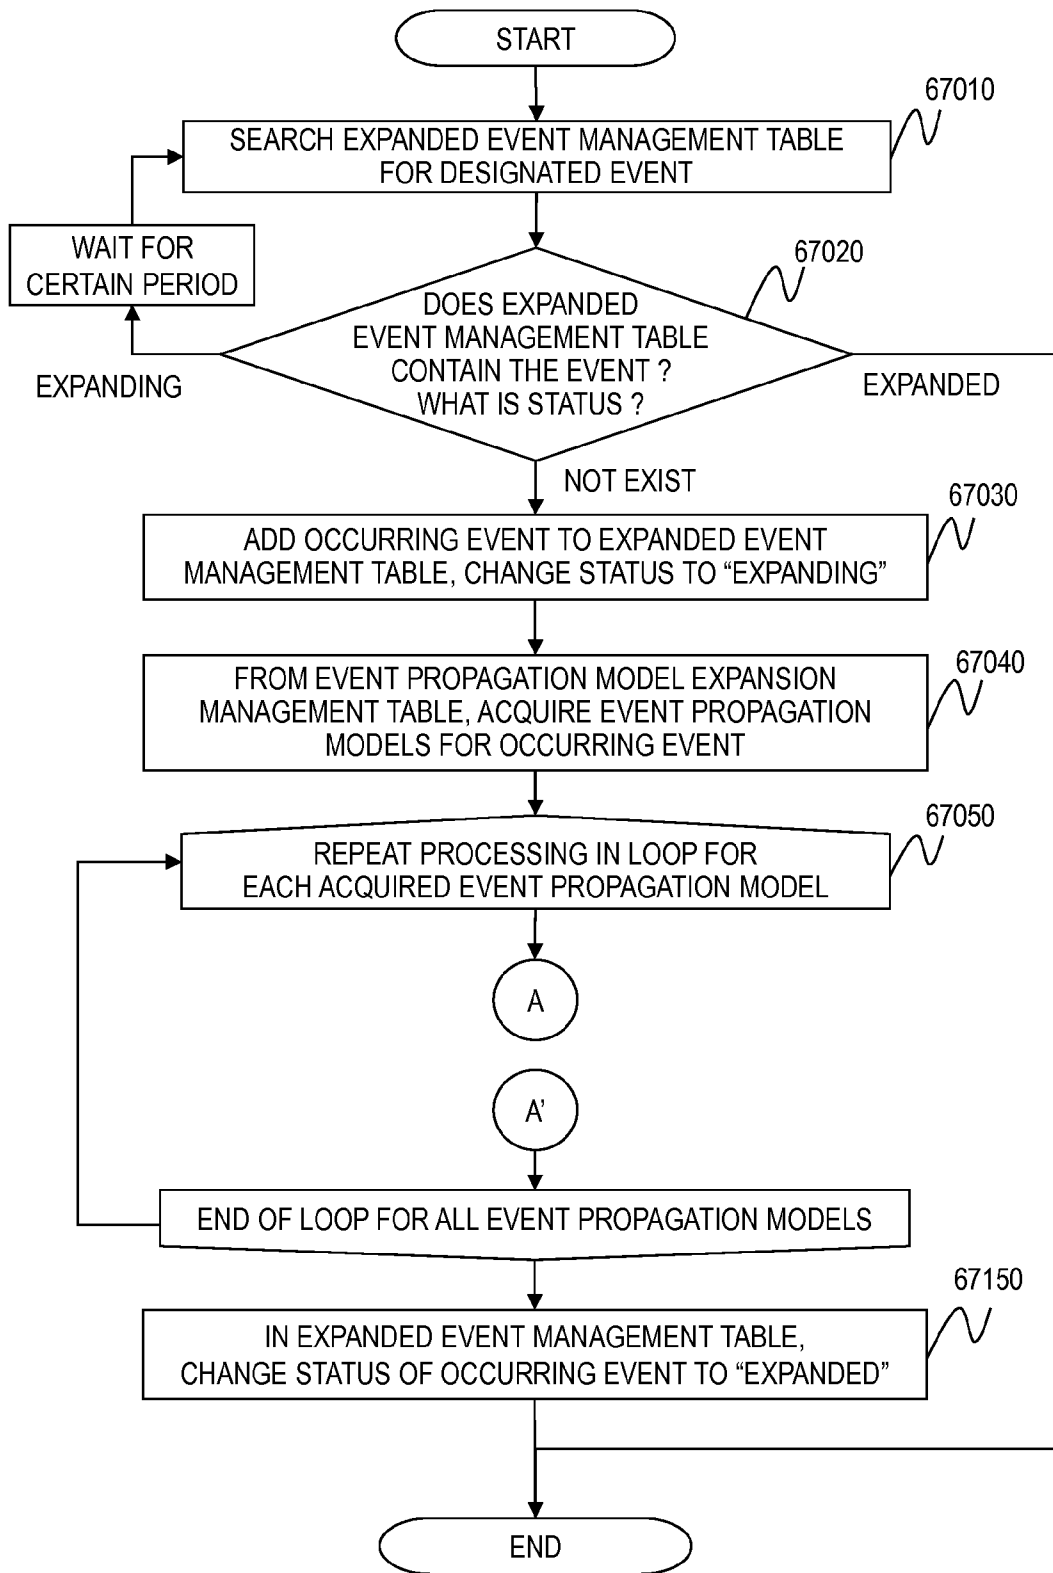 START
67010
SEARCH EXPANDED EVENT MANAGEMENT TABLE
FOR DESIGNATED EVENT
WAIT FOR
CERTAIN PERIOD
67020
DOES EXPANDED
EVENT MANAGEMENT TABLE
CONTAIN THE EVENT ?
WHAT IS STATUS ?
EXPANDING
EXPANDED
NOT EXIST
67030
ADD OCCURRING EVENT TO EXPANDED EVENT
MANAGEMENT TABLE, CHANGE STATUS TO “EXPANDING”
67040
FROM EVENT PROPAGATION MODEL EXPANSION
MANAGEMENT TABLE, ACQUIRE EVENT PROPAGATION
MODELS FOR OCCURRING EVENT
67050
REPEAT PROCESSING IN LOOP FOR
EACH ACQUIRED EVENT PROPAGATION MODEL
A
A’
END OF LOOP FOR ALL EVENT PROPAGATION MODELS
67150
IN EXPANDED EVENT MANAGEMENT TABLE,
CHANGE STATUS OF OCCURRING EVENT TO “EXPANDED”
END